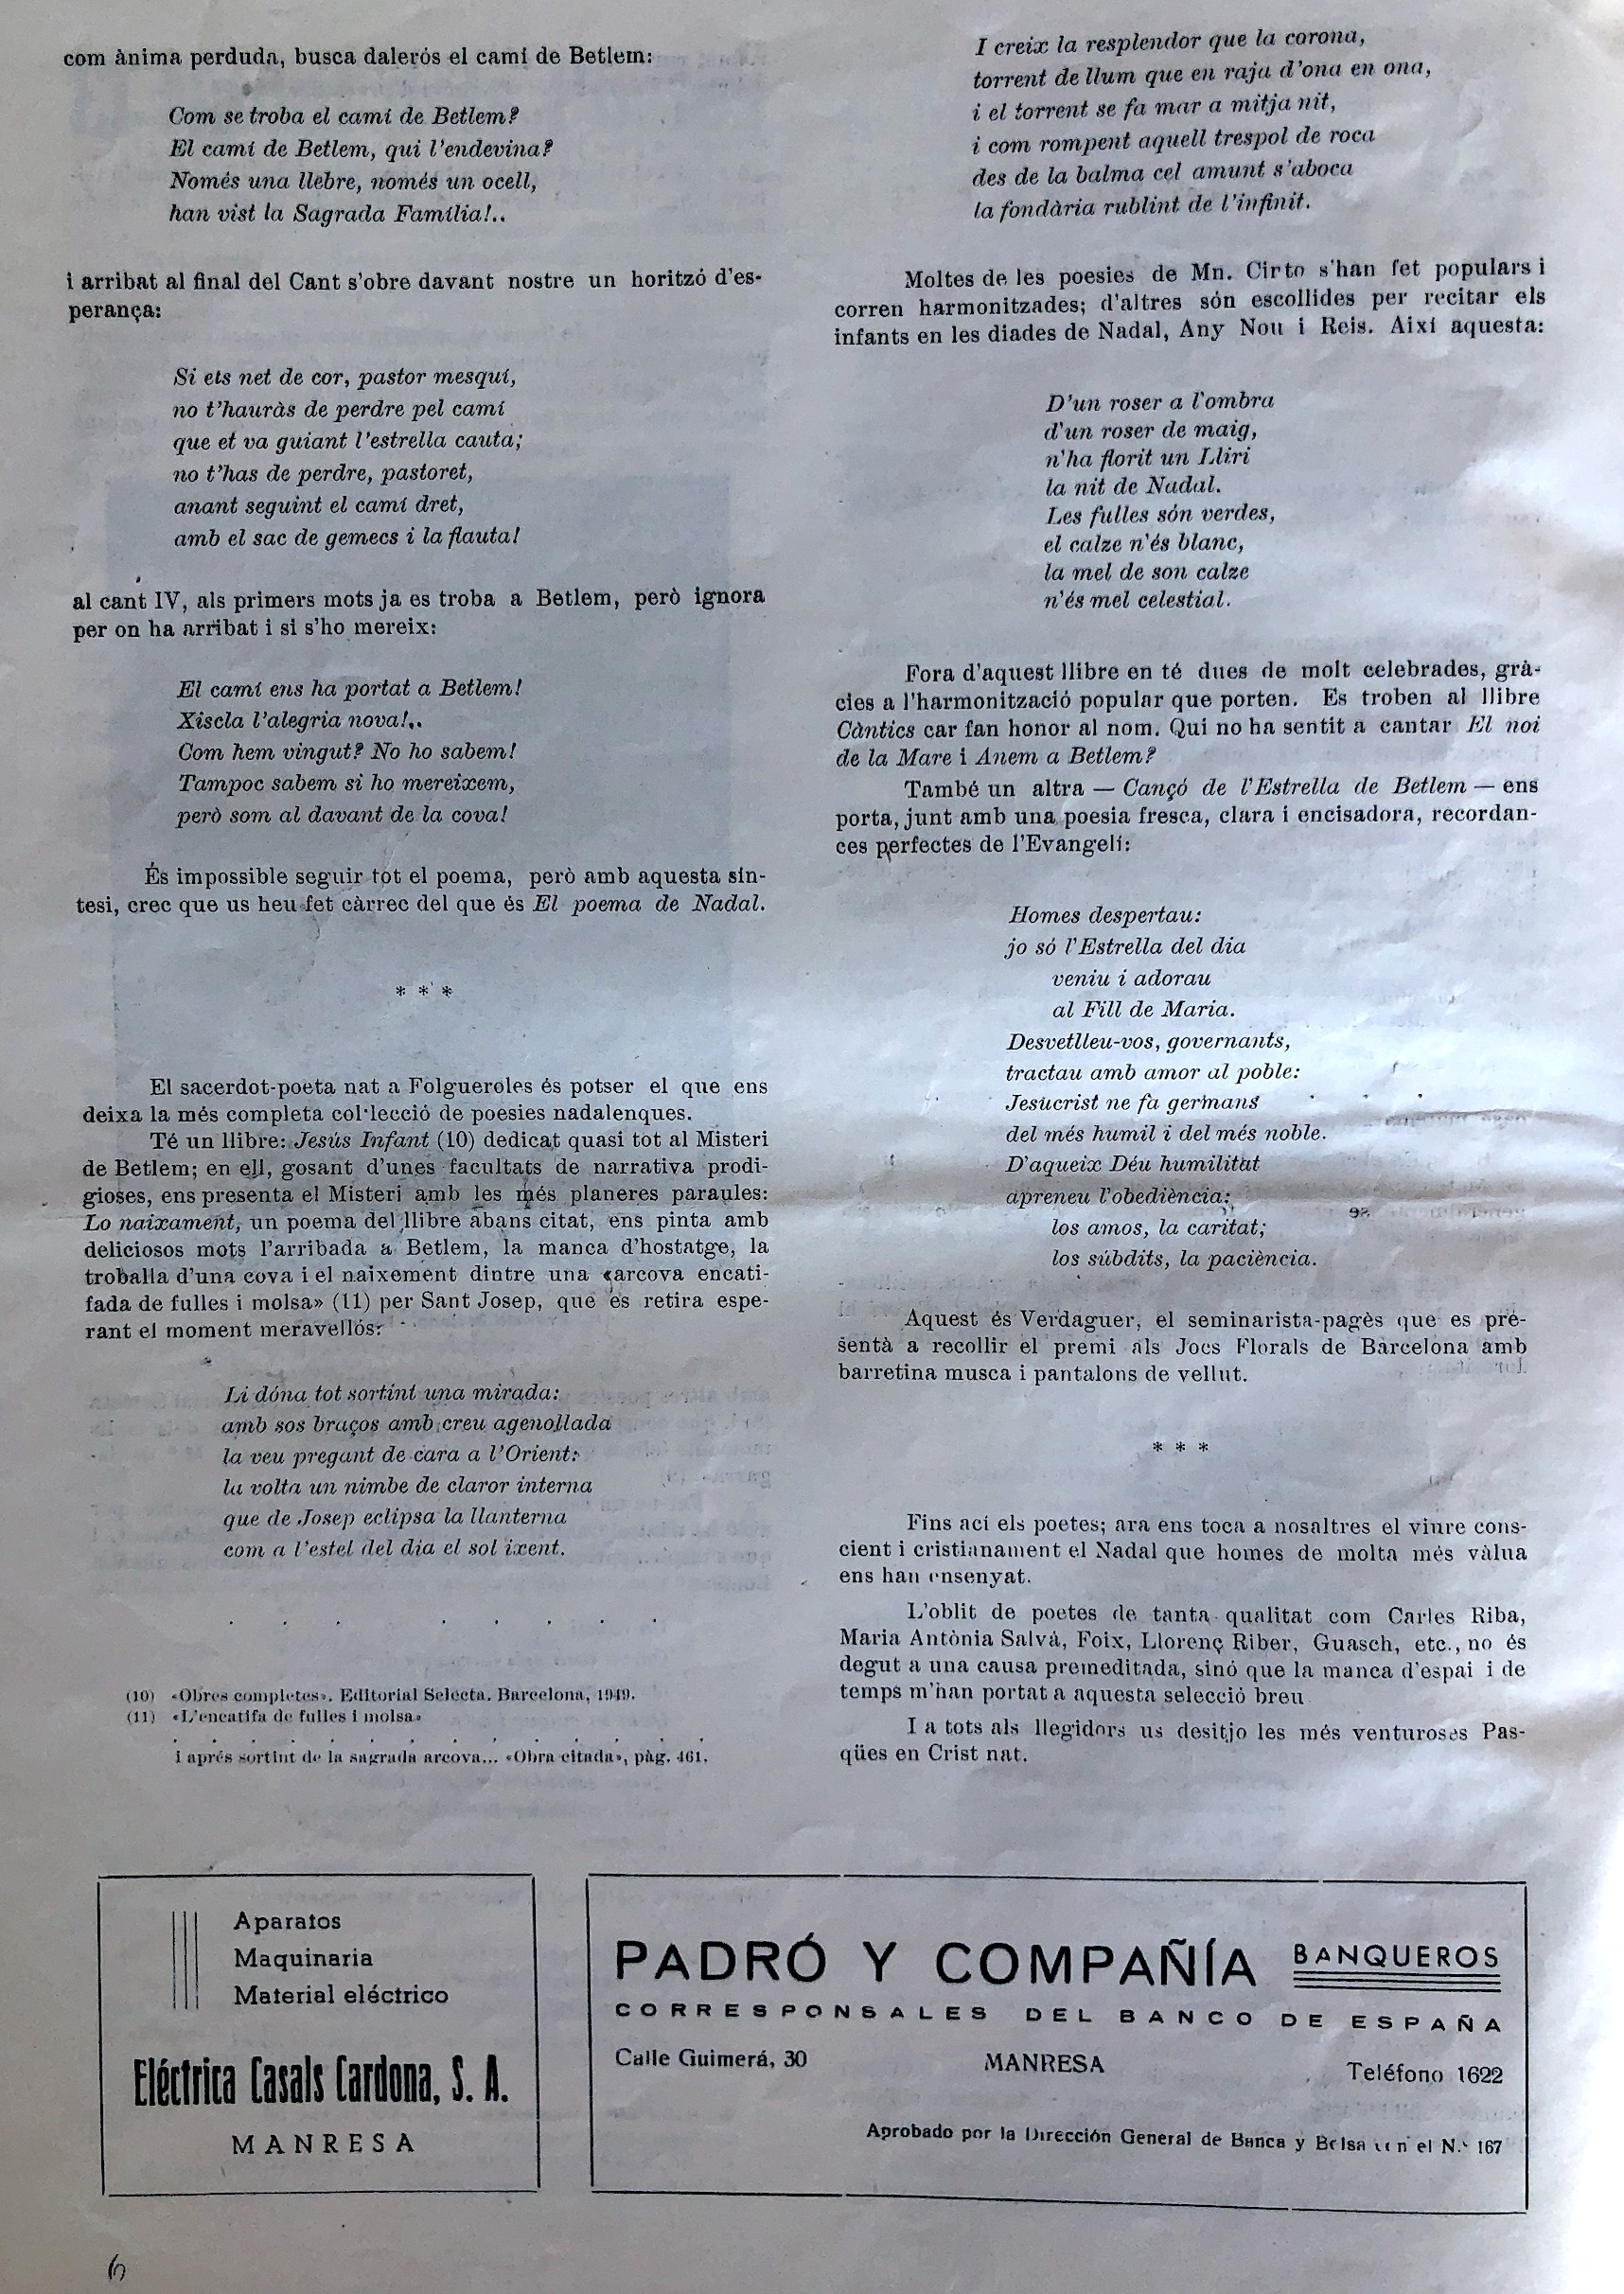 com ànima perduda, busca dalerós el camí de Betlem:
Com se troba el camí de Betlem?
El camí de Betlem, qui l'endevina?
Només una llebre, només un ocell,
han vist la Sagrada Família!..
i arribat al final del Cant s'obre davant nostre un horitzó d'es-
perança:
Si ets net de cor, pastor mesquí,
no t'hauràs de perdre pel camí
que et va guiant l'estrella cauta;
no t'has de perdre, pastoret,
anant seguint el camí dret,
amb el sac de gemecs i la flauta!
al cant IV, als primers mots ja es troba a Betlem, però ignora
per on ha arribat i si s'ho mereix:
El camí ens ha portat a Betlem!
Xiscla l'alegria nova!..
Com hem vingut? No ho sabem!
Tampoc sabem si ho mereixem,
però som al davant de la cova!
És impossible seguir tot el poema, però amb aquesta sín-
tesi, crec que us heu fet càrrec del que és El poema de Nadal.
* * *
El sacerdot-poeta nat a Folgueroles és potser el que ens
deixa la més completa col·lecció de poesies nadalenques.
Té un llibre: Jesús Infant (10) dedicat quasi tot al Misteri
de Betlem; en ell, gosant d'unes facultats de narrativa prodi-
gioses, ens presenta el Misteri amb les més planeres paraules:
Lo naixament, un poema del llibre abans citat, ens pinta amb
deliciosos mots l'arribada a Betlem, la manca d'hostatge, la
troballa d'una cova i el naixement dintre una «arcova encati-
fada de fulles i molsa» (11) per Sant Josep, que es retira espe-
rant el moment meravellós:
Li dóna tot sortint una mirada:
amb sos braços amb creu agenollada
la veu pregant de cara a l'Orient:
la volta un nimbe de claror interna
que de Josep eclipsa la llanterna
com a l'estel del dia el sol ixent.
. . . . . . . . .
(10) «Obres completes». Editorial Selecta. Barcelona, 1949.
(11) «L'encatifa de fulles i molsa»
. . . . . . . . . . .
i aprés sortint de la sagrada arcova... «Obra citada», pàg. 461.
I creix la resplendor que la corona,
torrent de llum que en raja d'ona en ona,
i el torrent se fa mar a mitja nit,
i com rompent aquell trespol de roca
des de la balma cel amunt s'aboca
la fondària rublint de l'infinit.
Moltes de les poesies de Mn. Cinto s'han fet populars i
corren harmonitzades; d'altres són escollides per recitar els
infants en les diades de Nadal, Any Nou i Reis. Així aquesta:
D'un roser a l'ombra
d'un roser de maig,
n'ha florit un Lliri
la nit de Nadal.
Les fulles són verdes,
el calze n'és blanc,
la mel de son calze
n'és mel celestial.
Fora d'aquest llibre en té dues de molt celebrades, grà-
cies a l'harmonització popular que porten. Es troben al llibre
Càntics car fan honor al nom. Qui no ha sentit a cantar El noi
de la Mare i Anem a Betlem?
També un altra — Cançó de l'Estrella de Betlem — ens
porta, junt amb una poesia fresca, clara i encisadora, recordan-
ces perfectes de l'Evangeli:
Homes despertau:
jo só l'Estrella del dia
veniu i adorau
al Fill de Maria.
Desvetlleu-vos, governants,
tractau amb amor al poble:
Jesucrist ne fa germans
del més humil i del més noble.
D'aqueix Déu humilitat
apreneu l'obediència;
los amos, la caritat;
los súbdits, la paciència.
Aquest és Verdaguer, el seminarista-pagès que es pre-
sentà a recollir el premi als Jocs Florals de Barcelona amb
barretina musca i pantalons de vellut.
* * *
Fins ací els poetes; ara ens toca a nosaltres el viure cons-
cient i cristianament el Nadal que homes de molta més vàlua
ens han ensenyat.
L'oblit de poetes de tanta qualitat com Carles Riba,
Maria Antònia Salvá, Foix, Llorenç Riber, Guasch, etc., no és
degut a una causa premeditada, sinó que la manca d'espai i de
temps m'han portat a aquesta selecció breu
I a tots als llegidors us desitjo les més venturoses Pas-
qües en Crist nat.
Aparatos
Maquinaria
Material eléctrico
Eléctrica Casals Cardona, S. A.
MANRESA
PADRÓ Y COMPAÑÍA BANQUEROS
CORRESPONSALES DEL BANCO DE ESPAÑA
Calle Guimerá, 30 MANRESA Teléfono 1622
Aprobado por la Dirección General de Banca y Bolsa con el N.º 167
6